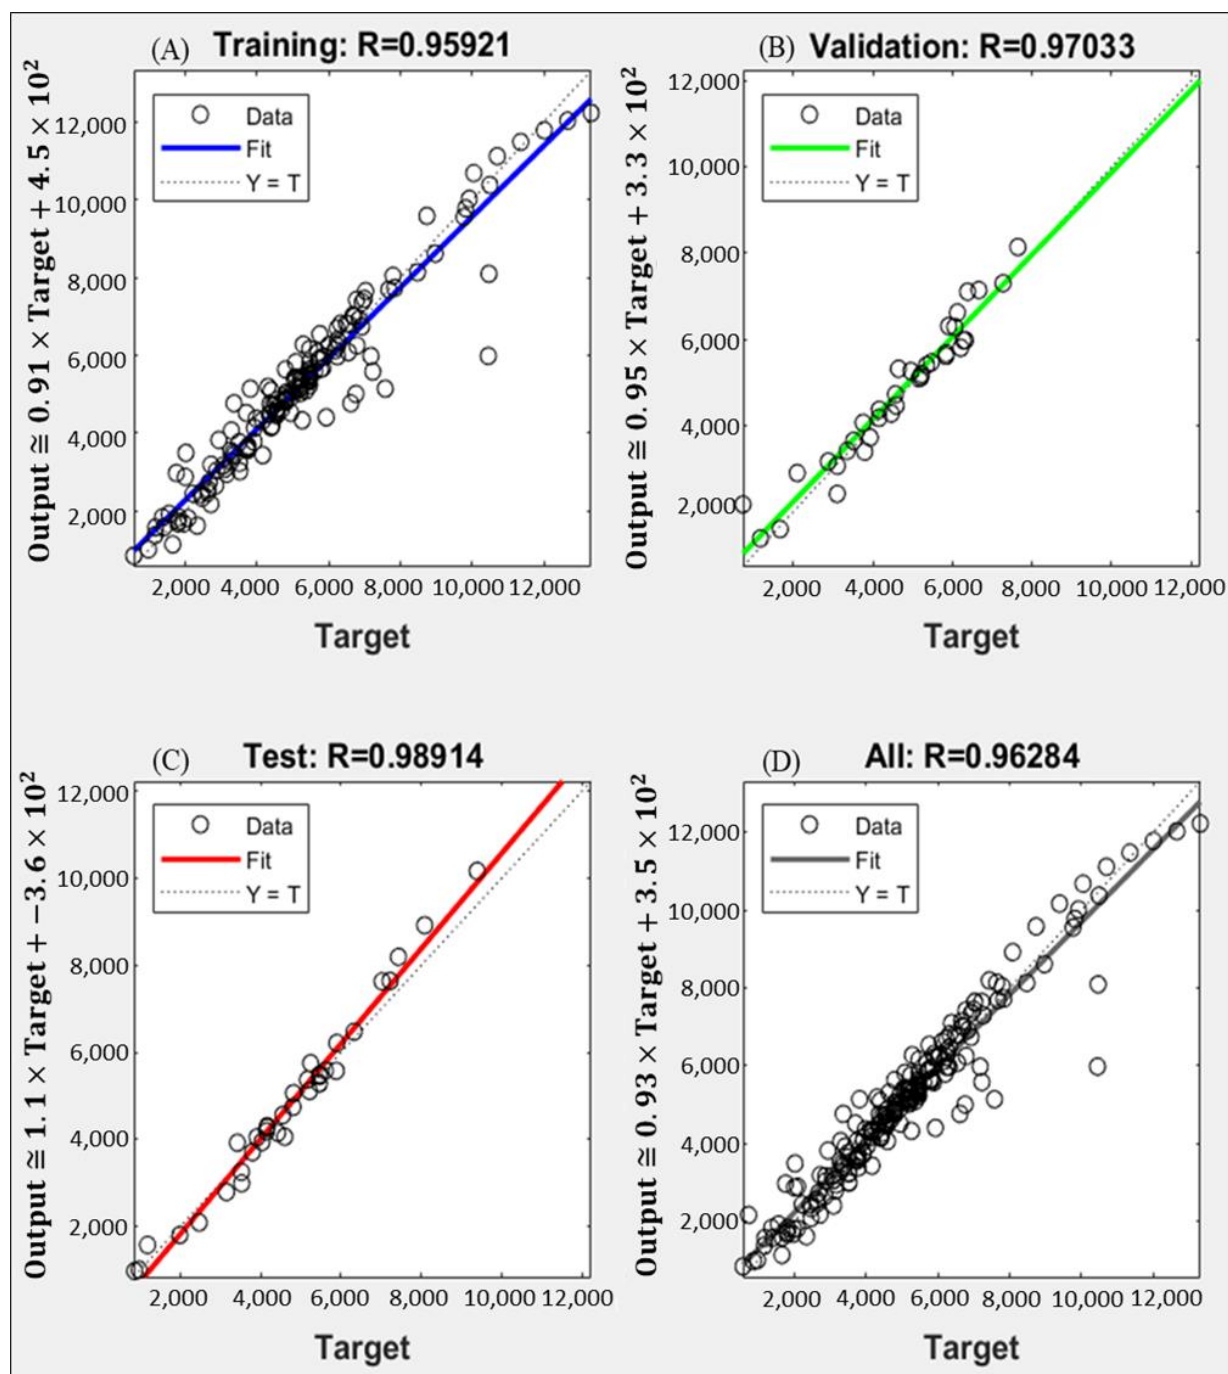 (A) Training: R=0.95921
Output ≅ 0.91 × Target + 4.5 × 10²
Data
Fit
Y = T
12,000
10,000
8,000
6,000
4,000
2,000
2,000 4,000 6,000 8,000 10,000 12,000
Target
(B) Validation: R=0.97033
Output ≅ 0.95 × Target + 3.3 × 10²
Data
Fit
Y = T
12,000
10,000
8,000
6,000
4,000
2,000
2,000 4,000 6,000 8,000 10,000 12,000
Target
(C) Test: R=0.98914
Output ≅ 1.1 × Target + −3.6 × 10²
Data
Fit
Y = T
12,000
10,000
8,000
6,000
4,000
2,000
2,000 4,000 6,000 8,000 10,000 12,000
Target
(D) All: R=0.96284
Output ≅ 0.93 × Target + 3.5 × 10²
Data
Fit
Y = T
12,000
10,000
8,000
6,000
4,000
2,000
2,000 4,000 6,000 8,000 10,000 12,000
Target